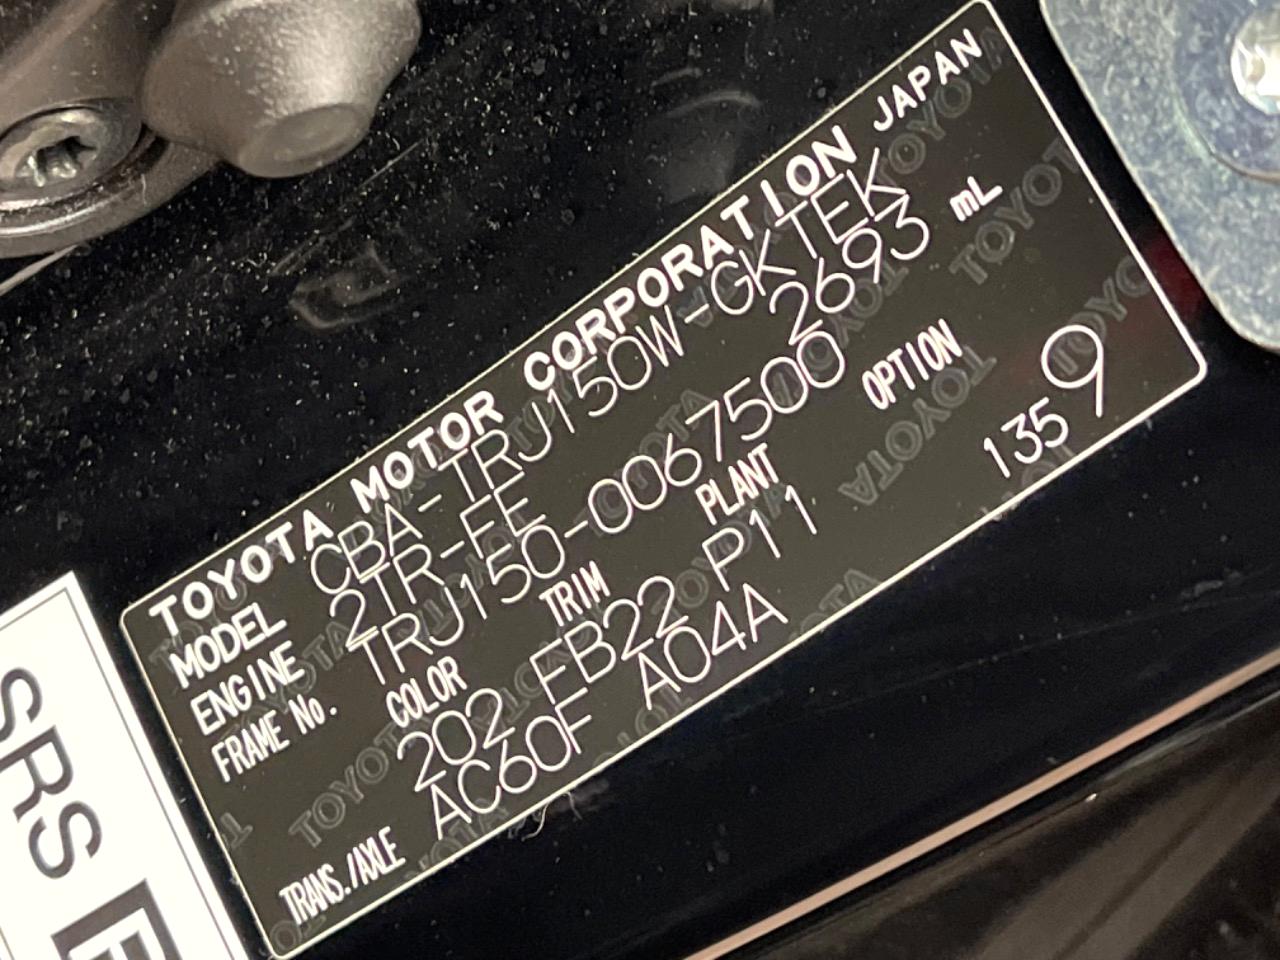 TOYOTA MOTOR CORPORATION JAPAN
MODEL CBA-TRJ150W-GKTEK
ENGINE 2TR-FE 2693 mL
FRAME No. TRJ150-0067500
COLOR TRIM PLANT OPTION
202 FB22 P11 135 9
TRANS./AXLE AC60F A04A
SRS